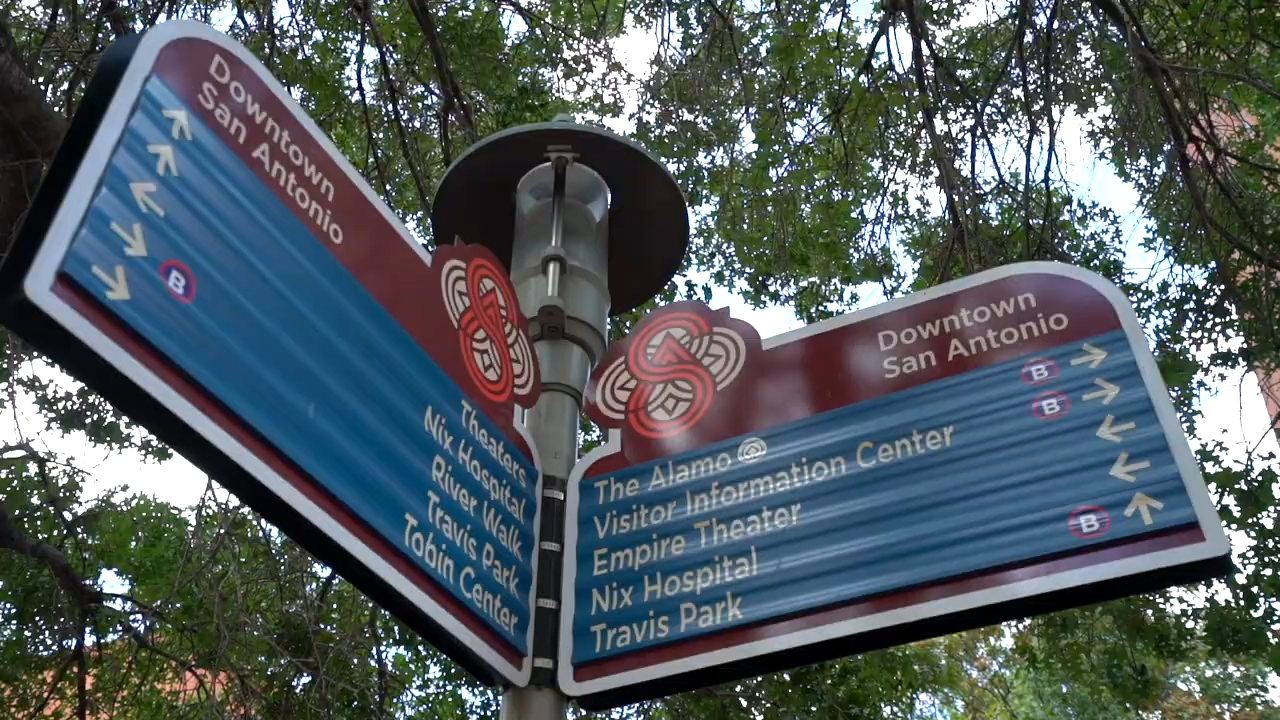 Downtown
San Antonio
B
Theaters
Nix Hospital
River Walk
Travis Park
Tobin Center
S
Downtown
San Antonio
The Alamo B
Visitor Information Center B
Empire Theater
Nix Hospital
Travis Park B